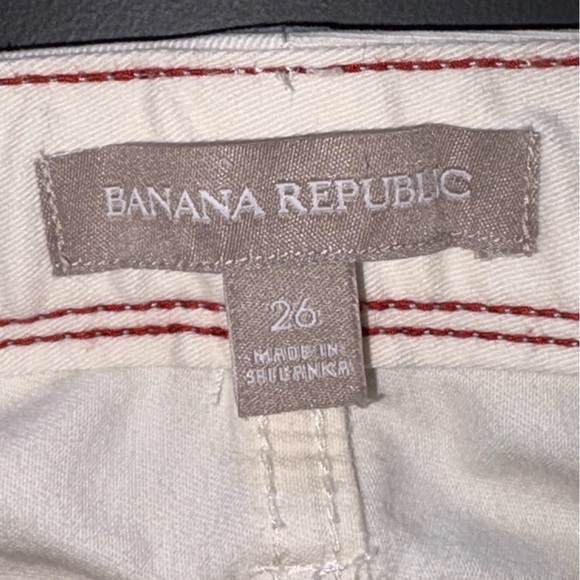 BANANA REPUBLIC
26
MADE IN
SRI LANKA